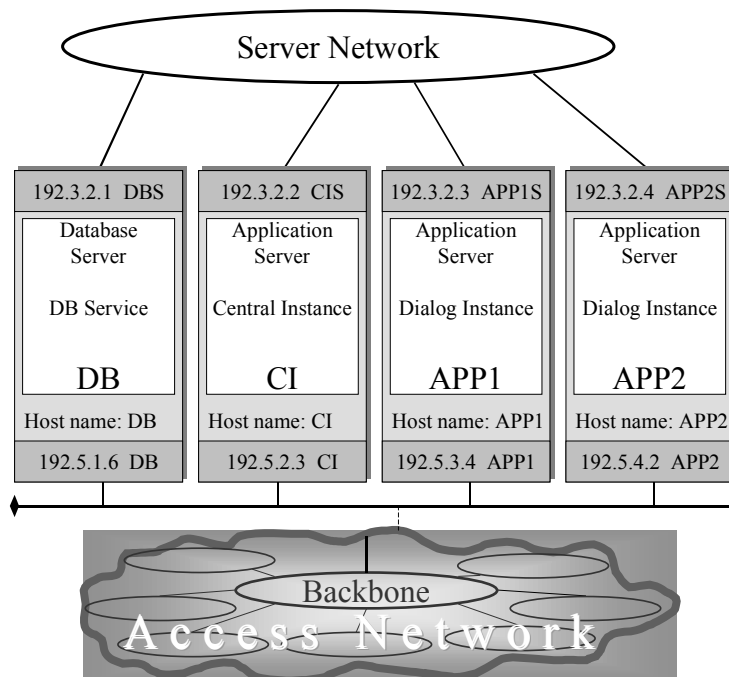 Server Network
192.3.2.1 DBS
192.3.2.2 CIS
192.3.2.3 APP1S
192.3.2.4 APP2S
Database
Server
DB Service
DB
Application
Server
Central Instance
CI
Application
Server
Dialog Instance
APP1
Application
Server
Dialog Instance
APP2
Host name: DB
Host name: CI
Host name: APP1
Host name: APP2
192.5.1.6 DB
192.5.2.3 CI
192.5.3.4 APP1
192.5.4.2 APP2
Backbone
Access Network